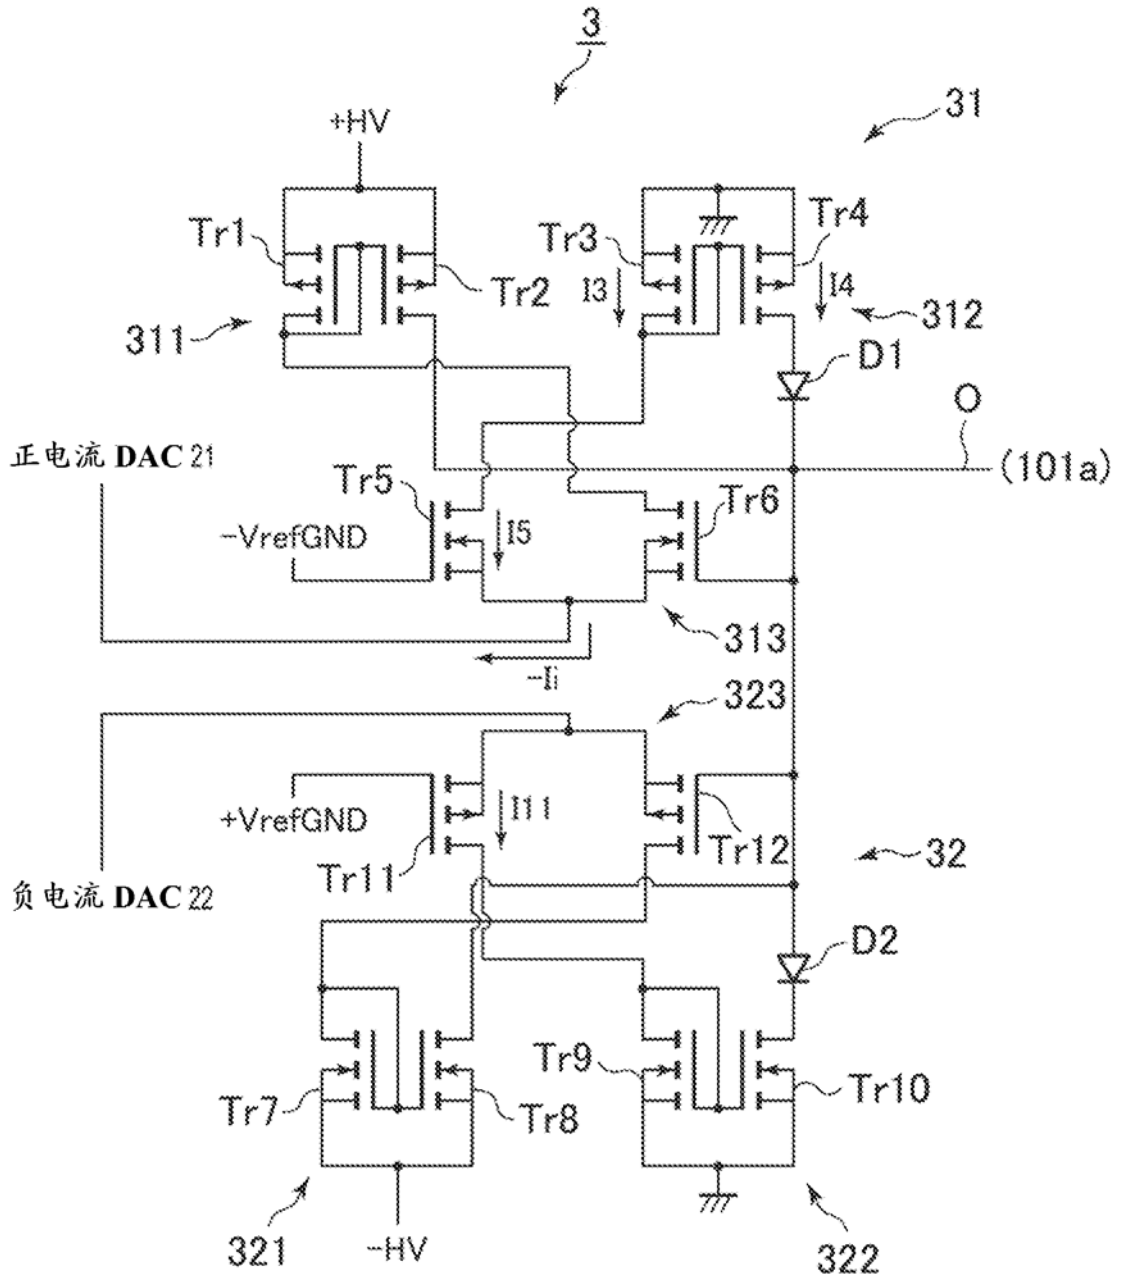 3
31
+HV
Tr1
Tr2
Tr3
Tr4
I3
I4
311
312
D1
O
正电流 DAC 21
(101a)
Tr5
Tr6
-VrefGND
I5
313
-Ii
323
+VrefGND
I11
Tr11
Tr12
32
负电流 DAC 22
D2
Tr7
Tr8
Tr9
Tr10
321
-HV
322